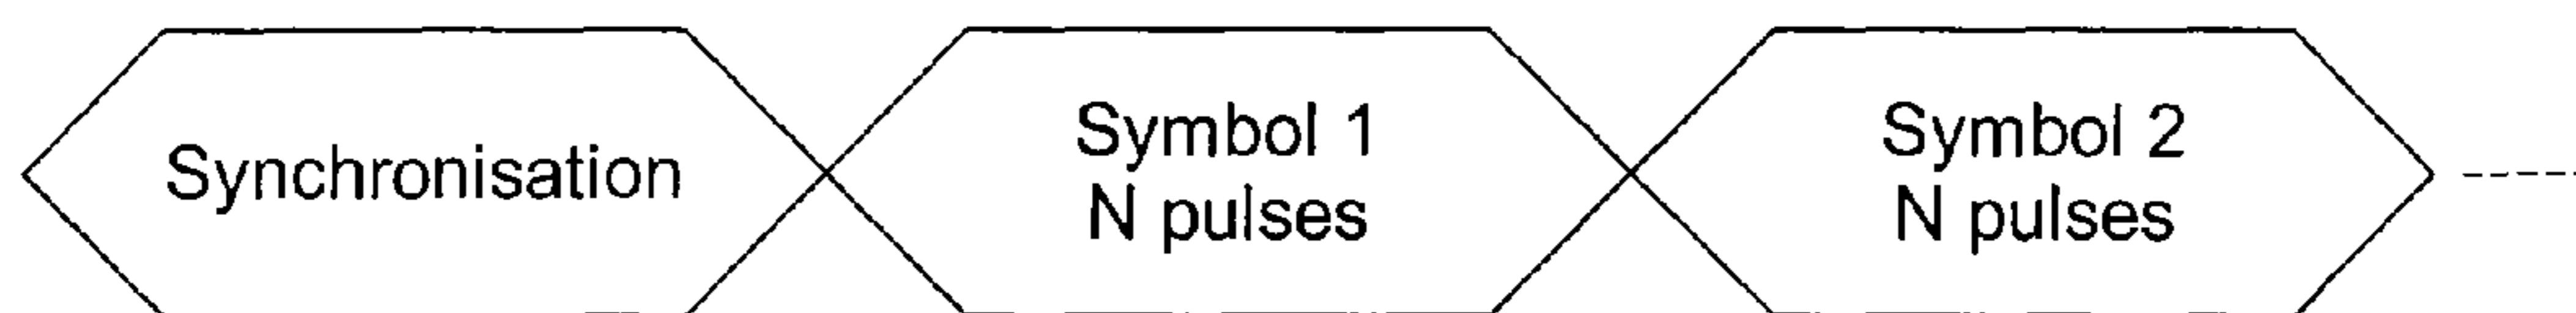 Synchronisation
Symbol 1
N pulses
Symbol 2
N pulses